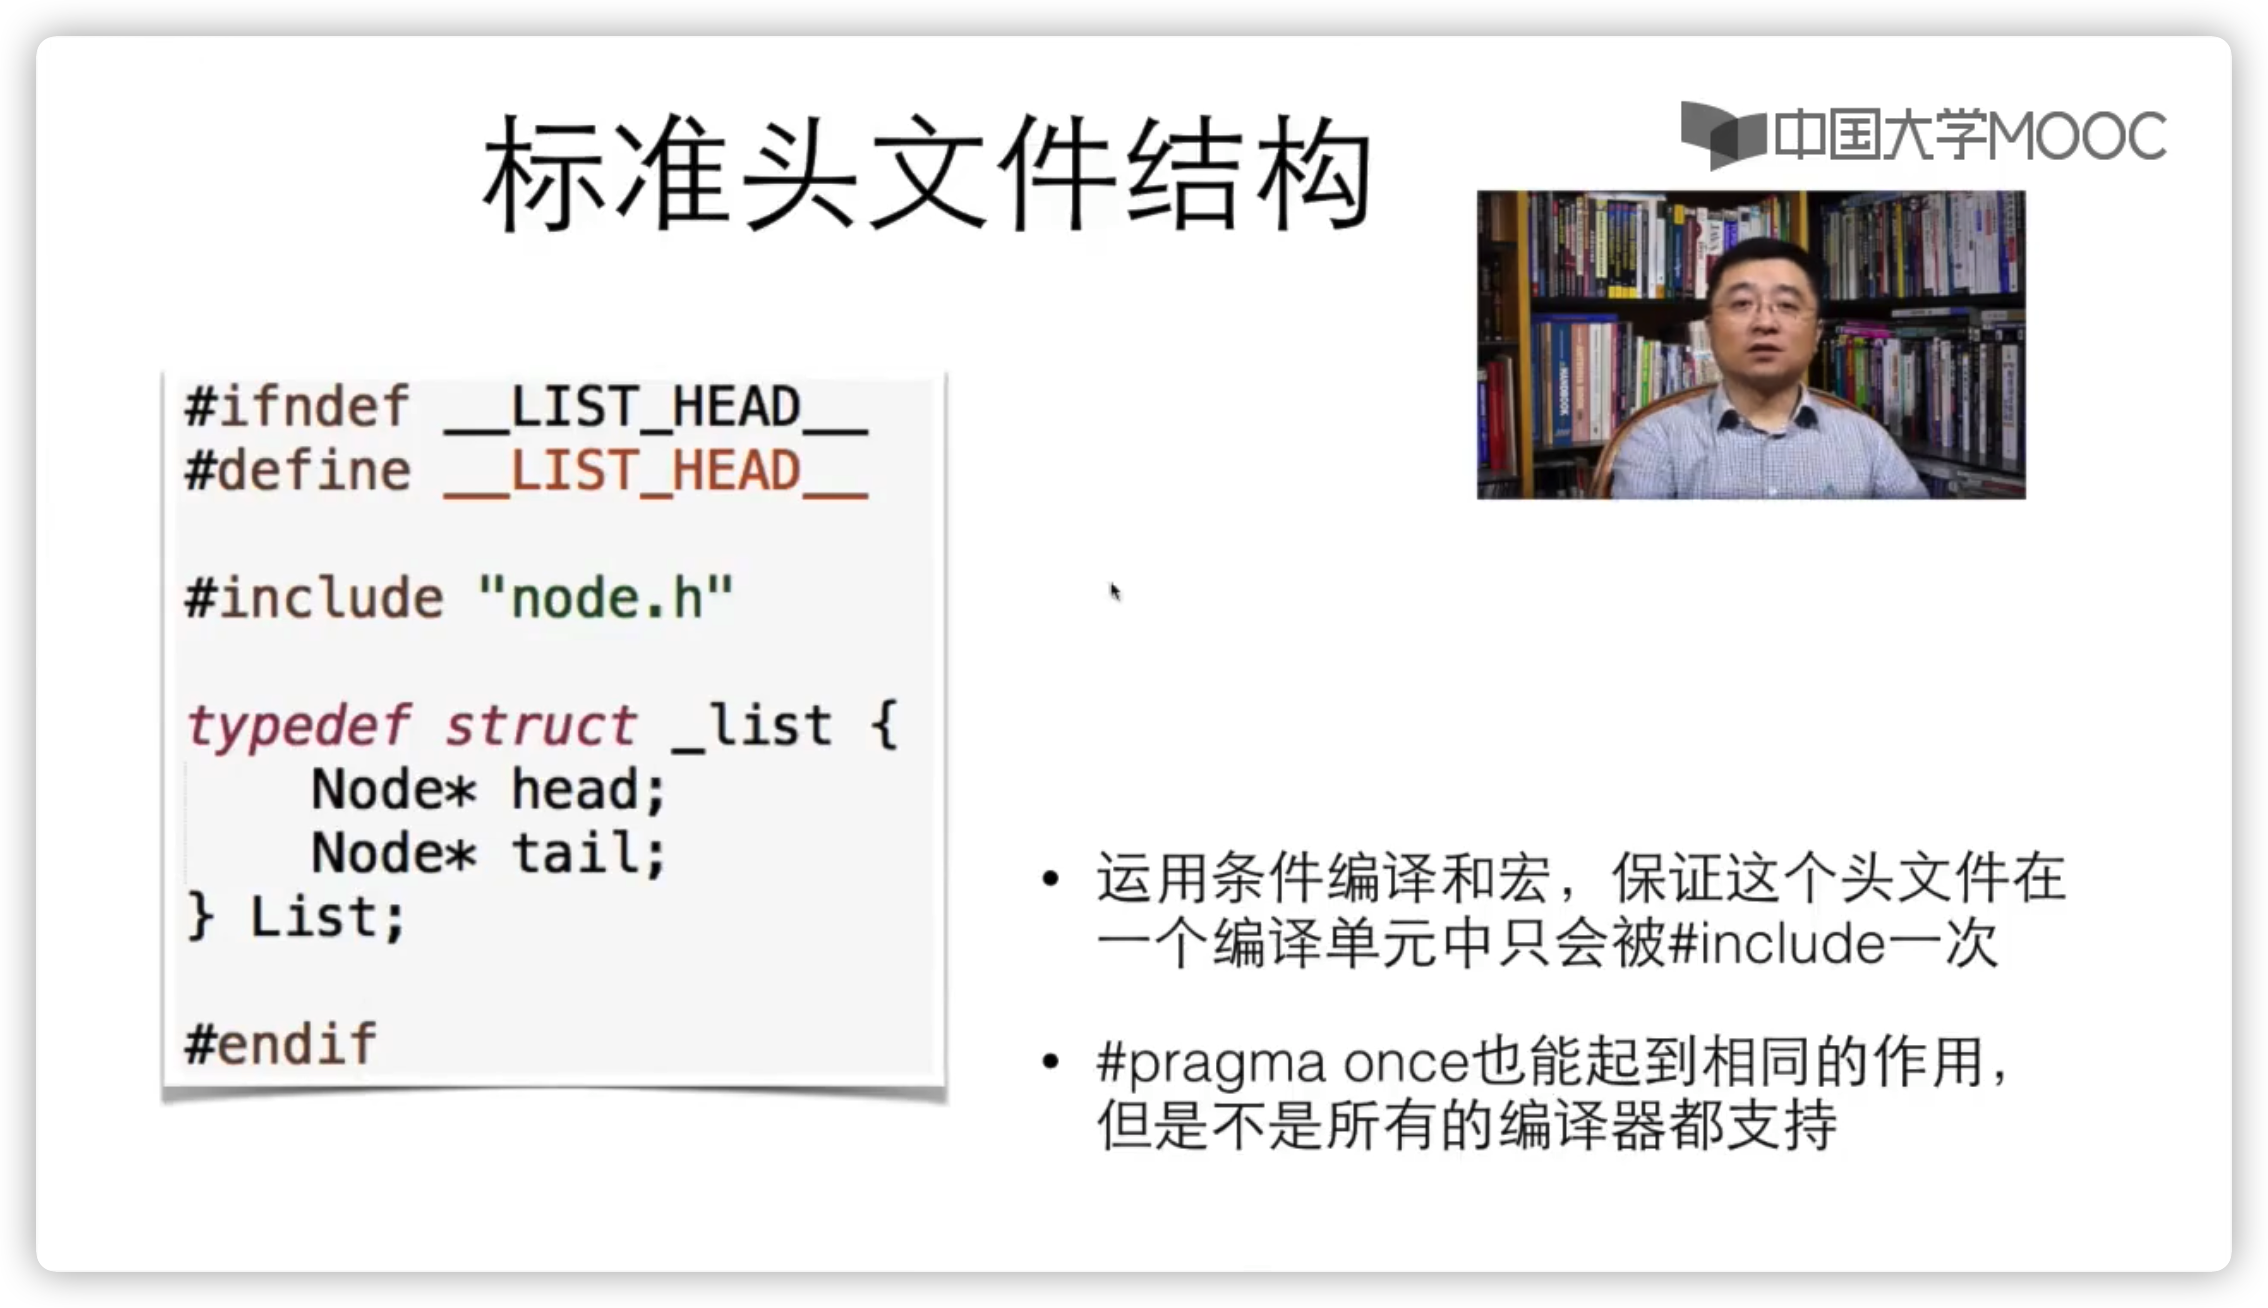 标准头文件结构
中国大学MOOC
#ifndef __LIST_HEAD__
#define __LIST_HEAD__
#include "node.h"
typedef struct _list {
Node* head;
Node* tail;
} List;
#endif
• 运用条件编译和宏，保证这个头文件在
一个编译单元中只会被#include一次
• #pragma once也能起到相同的作用，
但是不是所有的编译器都支持